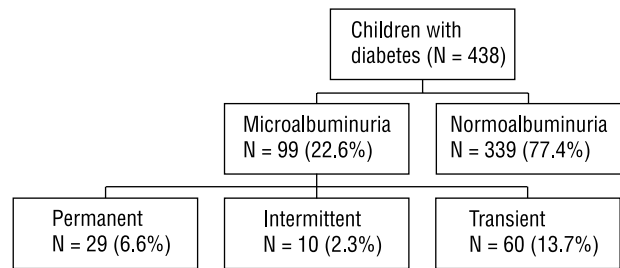 Children with
diabetes (N = 438)
Microalbuminuria
N = 99 (22.6%)
Normoalbuminuria
N = 339 (77.4%)
Permanent
N = 29 (6.6%)
Intermittent
N = 10 (2.3%)
Transient
N = 60 (13.7%)